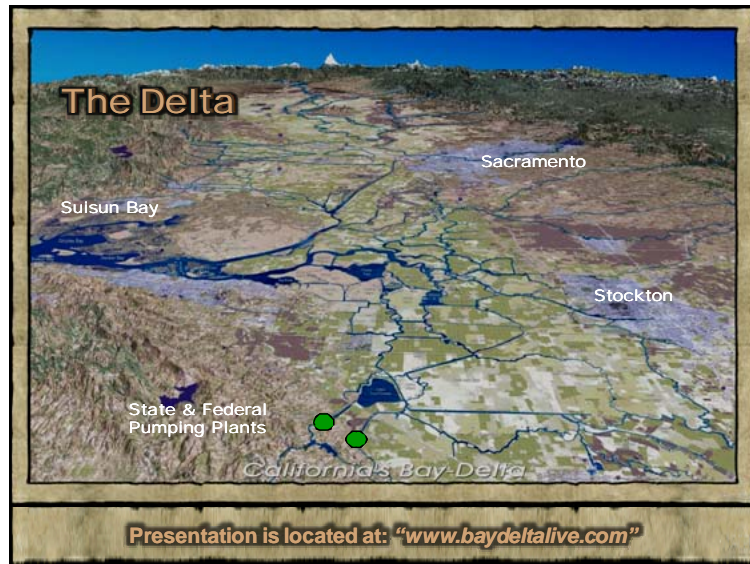 The Delta
Sacramento
Sulsun Bay
Stockton
State & Federal
Pumping Plants
California's Bay-Delta
Presentation is located at: "www.baydeltalive.com"